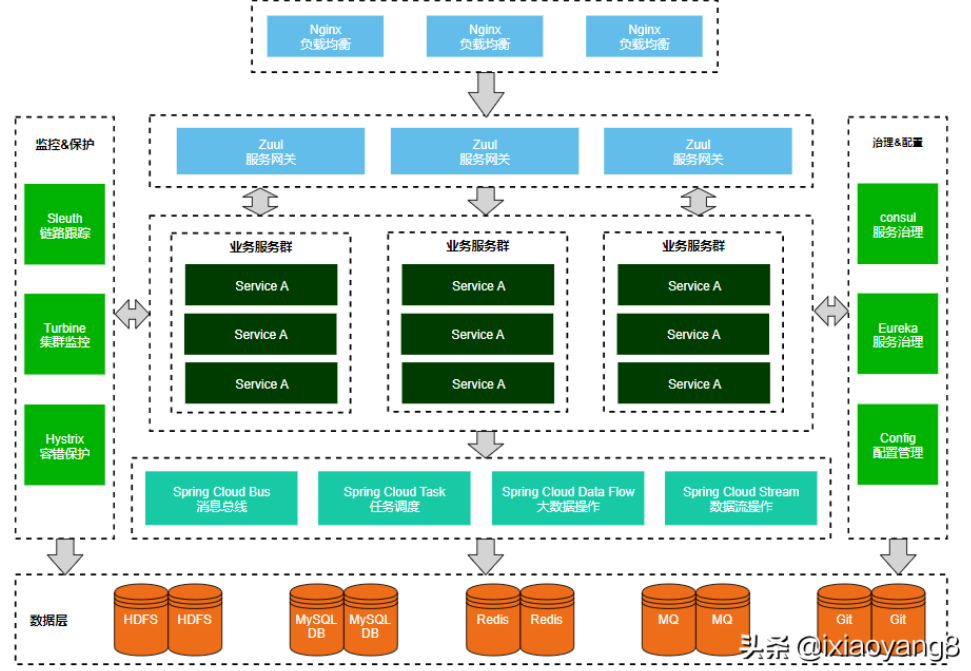 Nginx
负载均衡
Nginx
负载均衡
Nginx
负载均衡
监控&保护
Sleuth
链路跟踪
Turbine
集群监控
Hystrix
容错保护
Zuul
服务网关
Zuul
服务网关
Zuul
服务网关
业务服务群
Service A
Service A
Service A
业务服务群
Service A
Service A
Service A
业务服务群
Service A
Service A
Service A
治理&配置
consul
服务治理
Eureka
服务治理
Config
配置管理
Spring Cloud Bus
消息总线
Spring Cloud Task
任务调度
Spring Cloud Data Flow
大数据操作
Spring Cloud Stream
数据流操作
数据层
HDFS
HDFS
MySQL
DB
MySQL
DB
Redis
Redis
MQ
MQ
Git
Git
头条 @ixiaoyang8